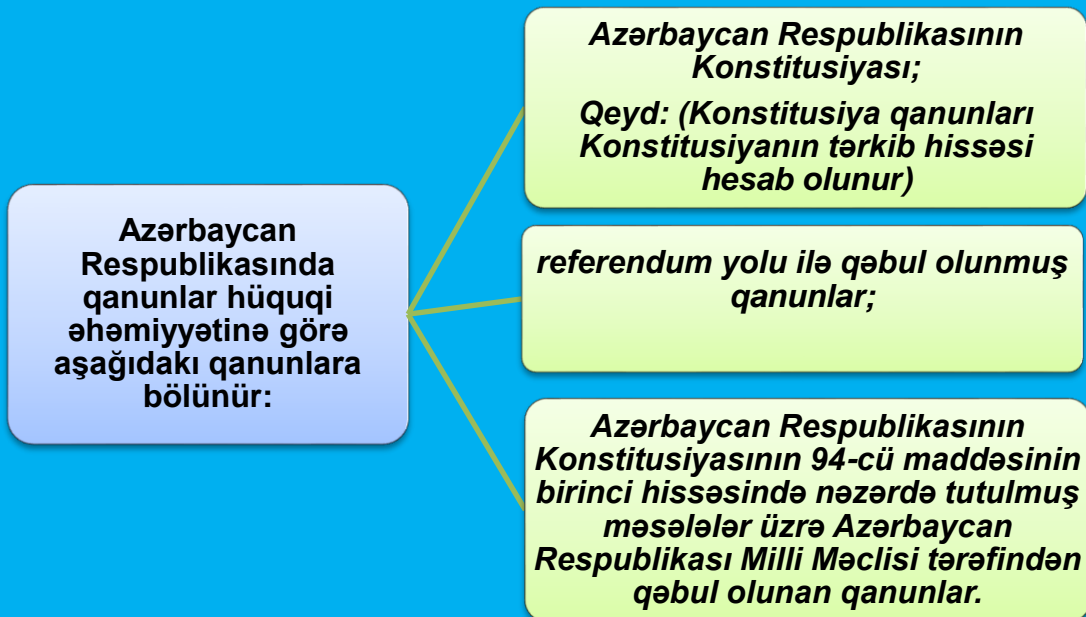 Azərbaycan
Respublikasında
qanunlar hüquqi
əhəmiyyətinə görə
aşağıdakı qanunlara
bölünür:
Azərbaycan Respublikasının
Konstitusiyası;
Qeyd: (Konstitusiya qanunları
Konstitusiyanın tərkib hissəsi
hesab olunur)
referendum yolu ilə qəbul olunmuş
qanunlar;
Azərbaycan Respublikasının
Konstitusiyasının 94-cü maddəsinin
birinci hissəsində nəzərdə tutulmuş
məsələlər üzrə Azərbaycan
Respublikası Milli Məclisi tərəfindən
qəbul olunan qanunlar.